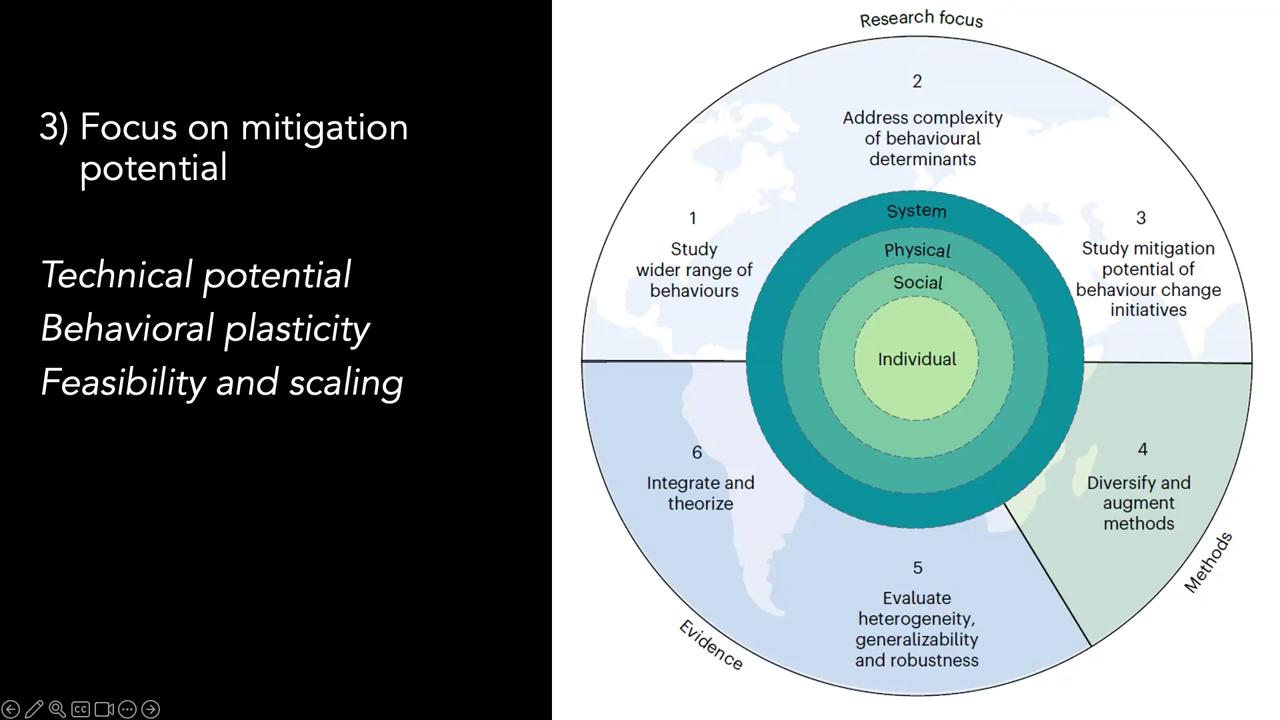 3) Focus on mitigation
potential
Technical potential
Behavioral plasticity
Feasibility and scaling
Research focus
2
Address complexity
of behavioural
determinants
1
Study
wider range of
behaviours
3
Study mitigation
potential of
behaviour change
initiatives
System
Physical
Social
Individual
6
Integrate and
theorize
4
Diversify and
augment
methods
5
Evaluate
heterogeneity,
generalizability
and robustness
Evidence
Methods
CC